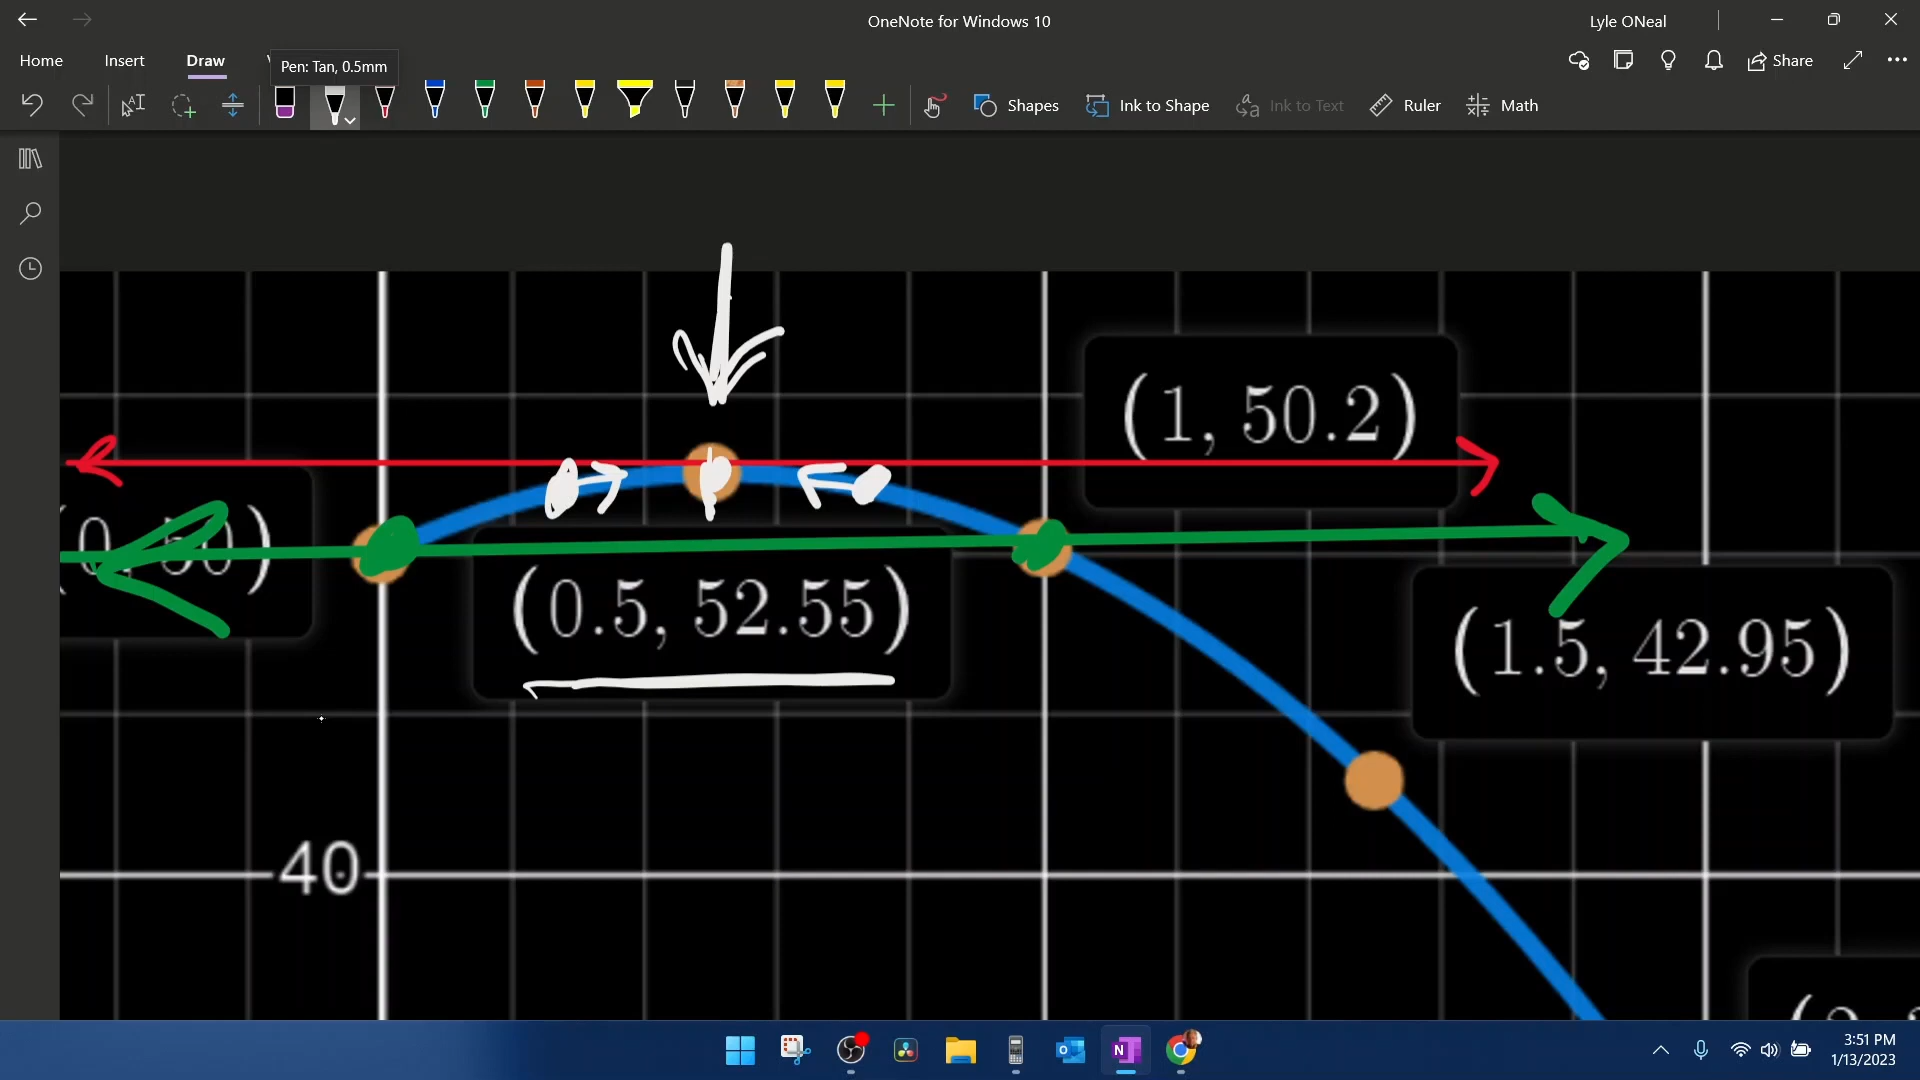 OneNote for Windows 10
Lyle ONeal
Home Insert Draw
Pen: Tan, 0.5mm
Share
Shapes
Ink to Shape
Ink to Text
Ruler
Math
(1, 50.2)
(0, 50)
(0.5, 52.55)
(1.5, 42.95)
40
3:51 PM
1/13/2023